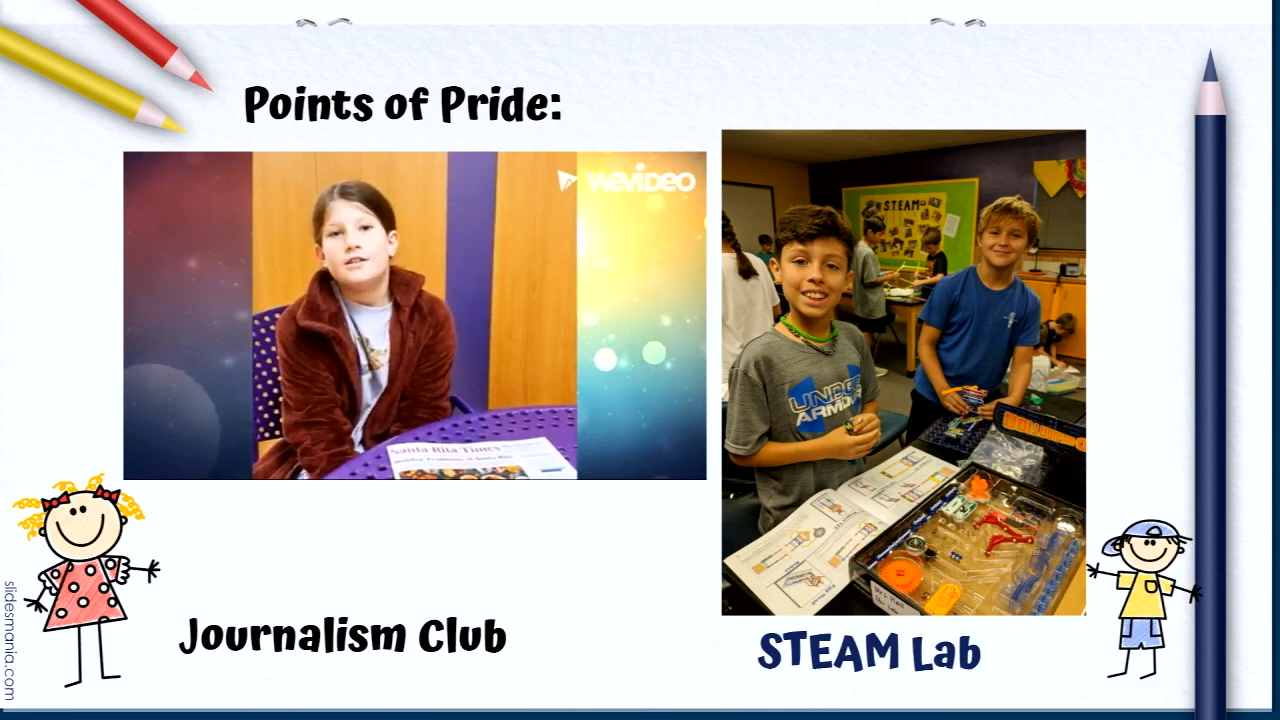 Points of Pride:
WEVIDEO
Santa Rita Times
STEAM
UNDER
ARMOUR
Journalism Club
STEAM Lab
slidesmania.com